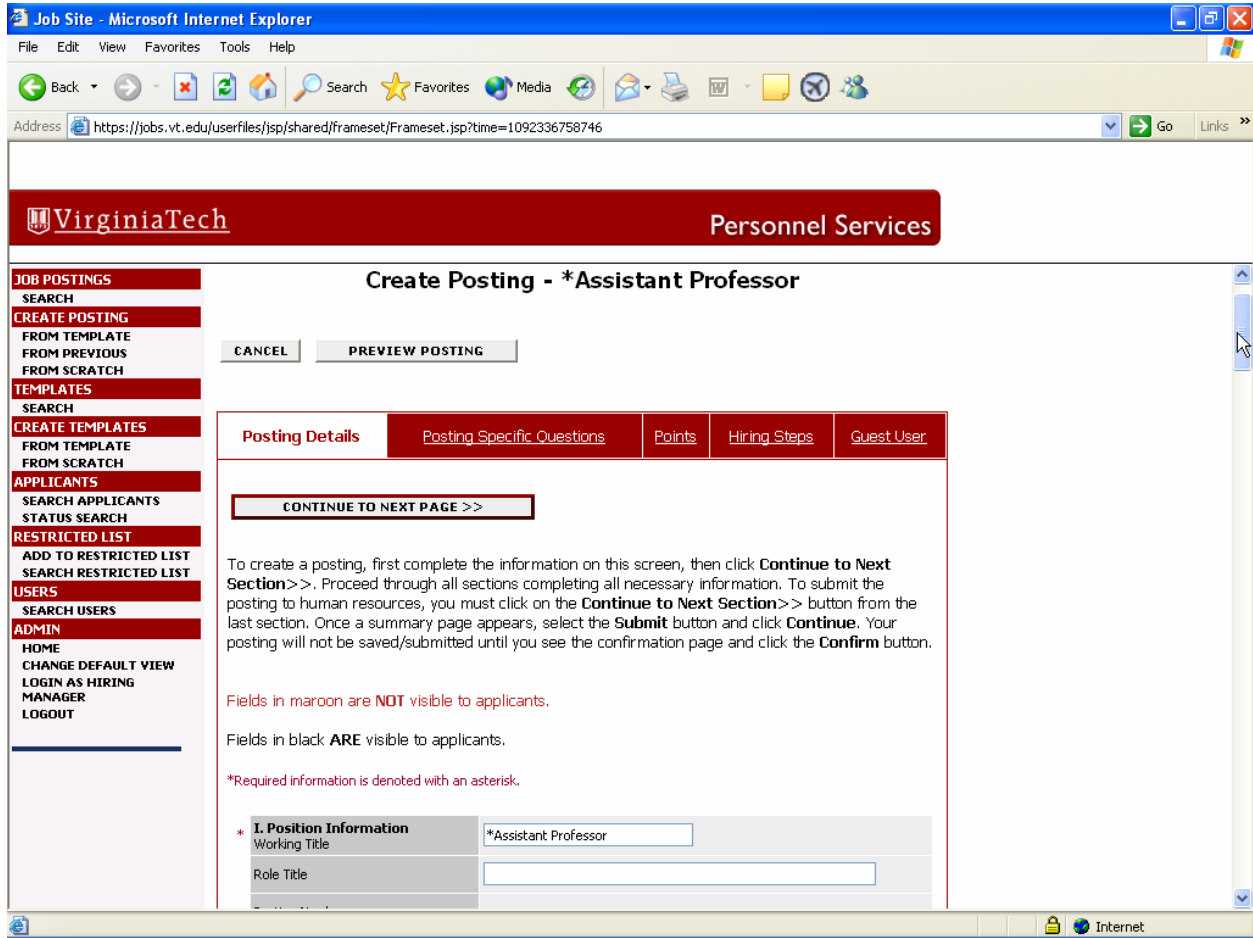 Job Site - Microsoft Internet Explorer
File Edit View Favorites Tools Help
Back Search Favorites Media
Address https://jobs.vt.edu/userfiles/jsp/shared/frameset/Frameset.jsp?time=1092336758746 Go Links »
VirginiaTech Personnel Services
JOB POSTINGS
SEARCH
CREATE POSTING
FROM TEMPLATE
FROM PREVIOUS
FROM SCRATCH
TEMPLATES
SEARCH
CREATE TEMPLATES
FROM TEMPLATE
FROM SCRATCH
APPLICANTS
SEARCH APPLICANTS
STATUS SEARCH
RESTRICTED LIST
ADD TO RESTRICTED LIST
SEARCH RESTRICTED LIST
USERS
SEARCH USERS
ADMIN
HOME
CHANGE DEFAULT VIEW
LOGIN AS HIRING
MANAGER
LOGOUT
Create Posting - *Assistant Professor
CANCEL PREVIEW POSTING
Posting Details Posting Specific Questions Points Hiring Steps Guest User
CONTINUE TO NEXT PAGE >>
To create a posting, first complete the information on this screen, then click Continue to Next
Section>>. Proceed through all sections completing all necessary information. To submit the
posting to human resources, you must click on the Continue to Next Section>> button from the
last section. Once a summary page appears, select the Submit button and click Continue. Your
posting will not be saved/submitted until you see the confirmation page and click the Confirm button.
Fields in maroon are NOT visible to applicants.
Fields in black ARE visible to applicants.
*Required information is denoted with an asterisk.
* I. Position Information
Working Title *Assistant Professor
Role Title
Internet